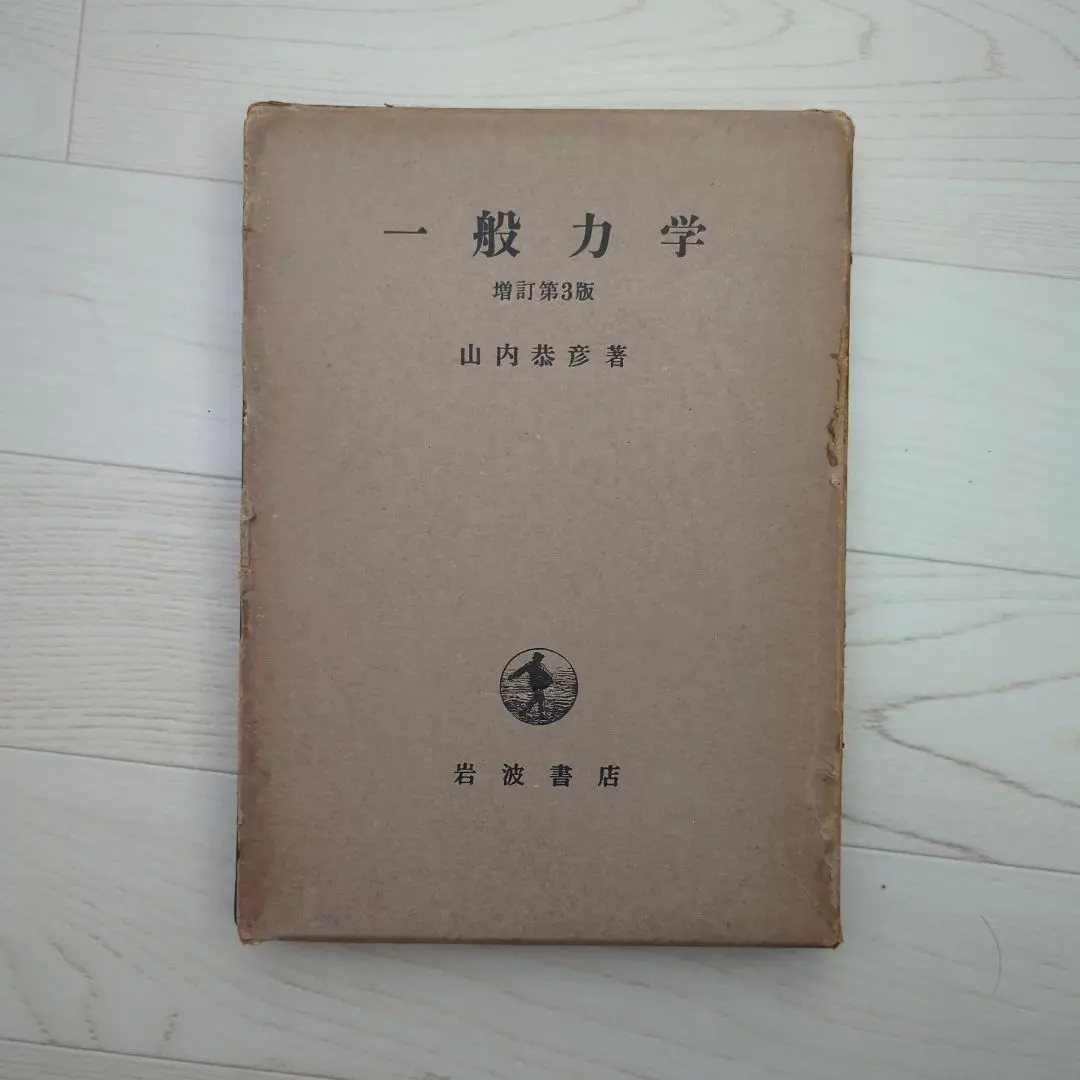 一般力学
増訂第3版
山内恭彦著
岩波書店